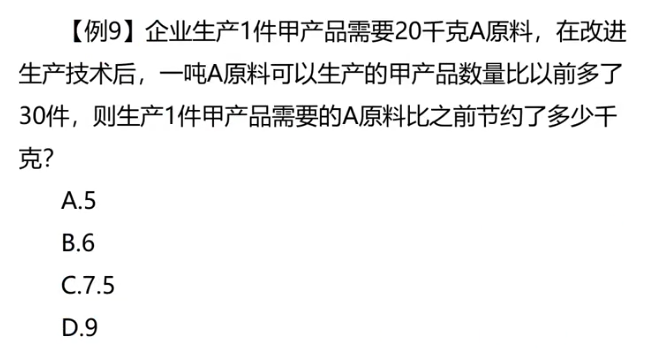 【例9】企业生产1件甲产品需要20千克A原料，在改进
生产技术后，一吨A原料可以生产的甲产品数量比以前多了
30件，则生产1件甲产品需要的A原料比之前节约了多少千
克？
A.5
B.6
C.7.5
D.9